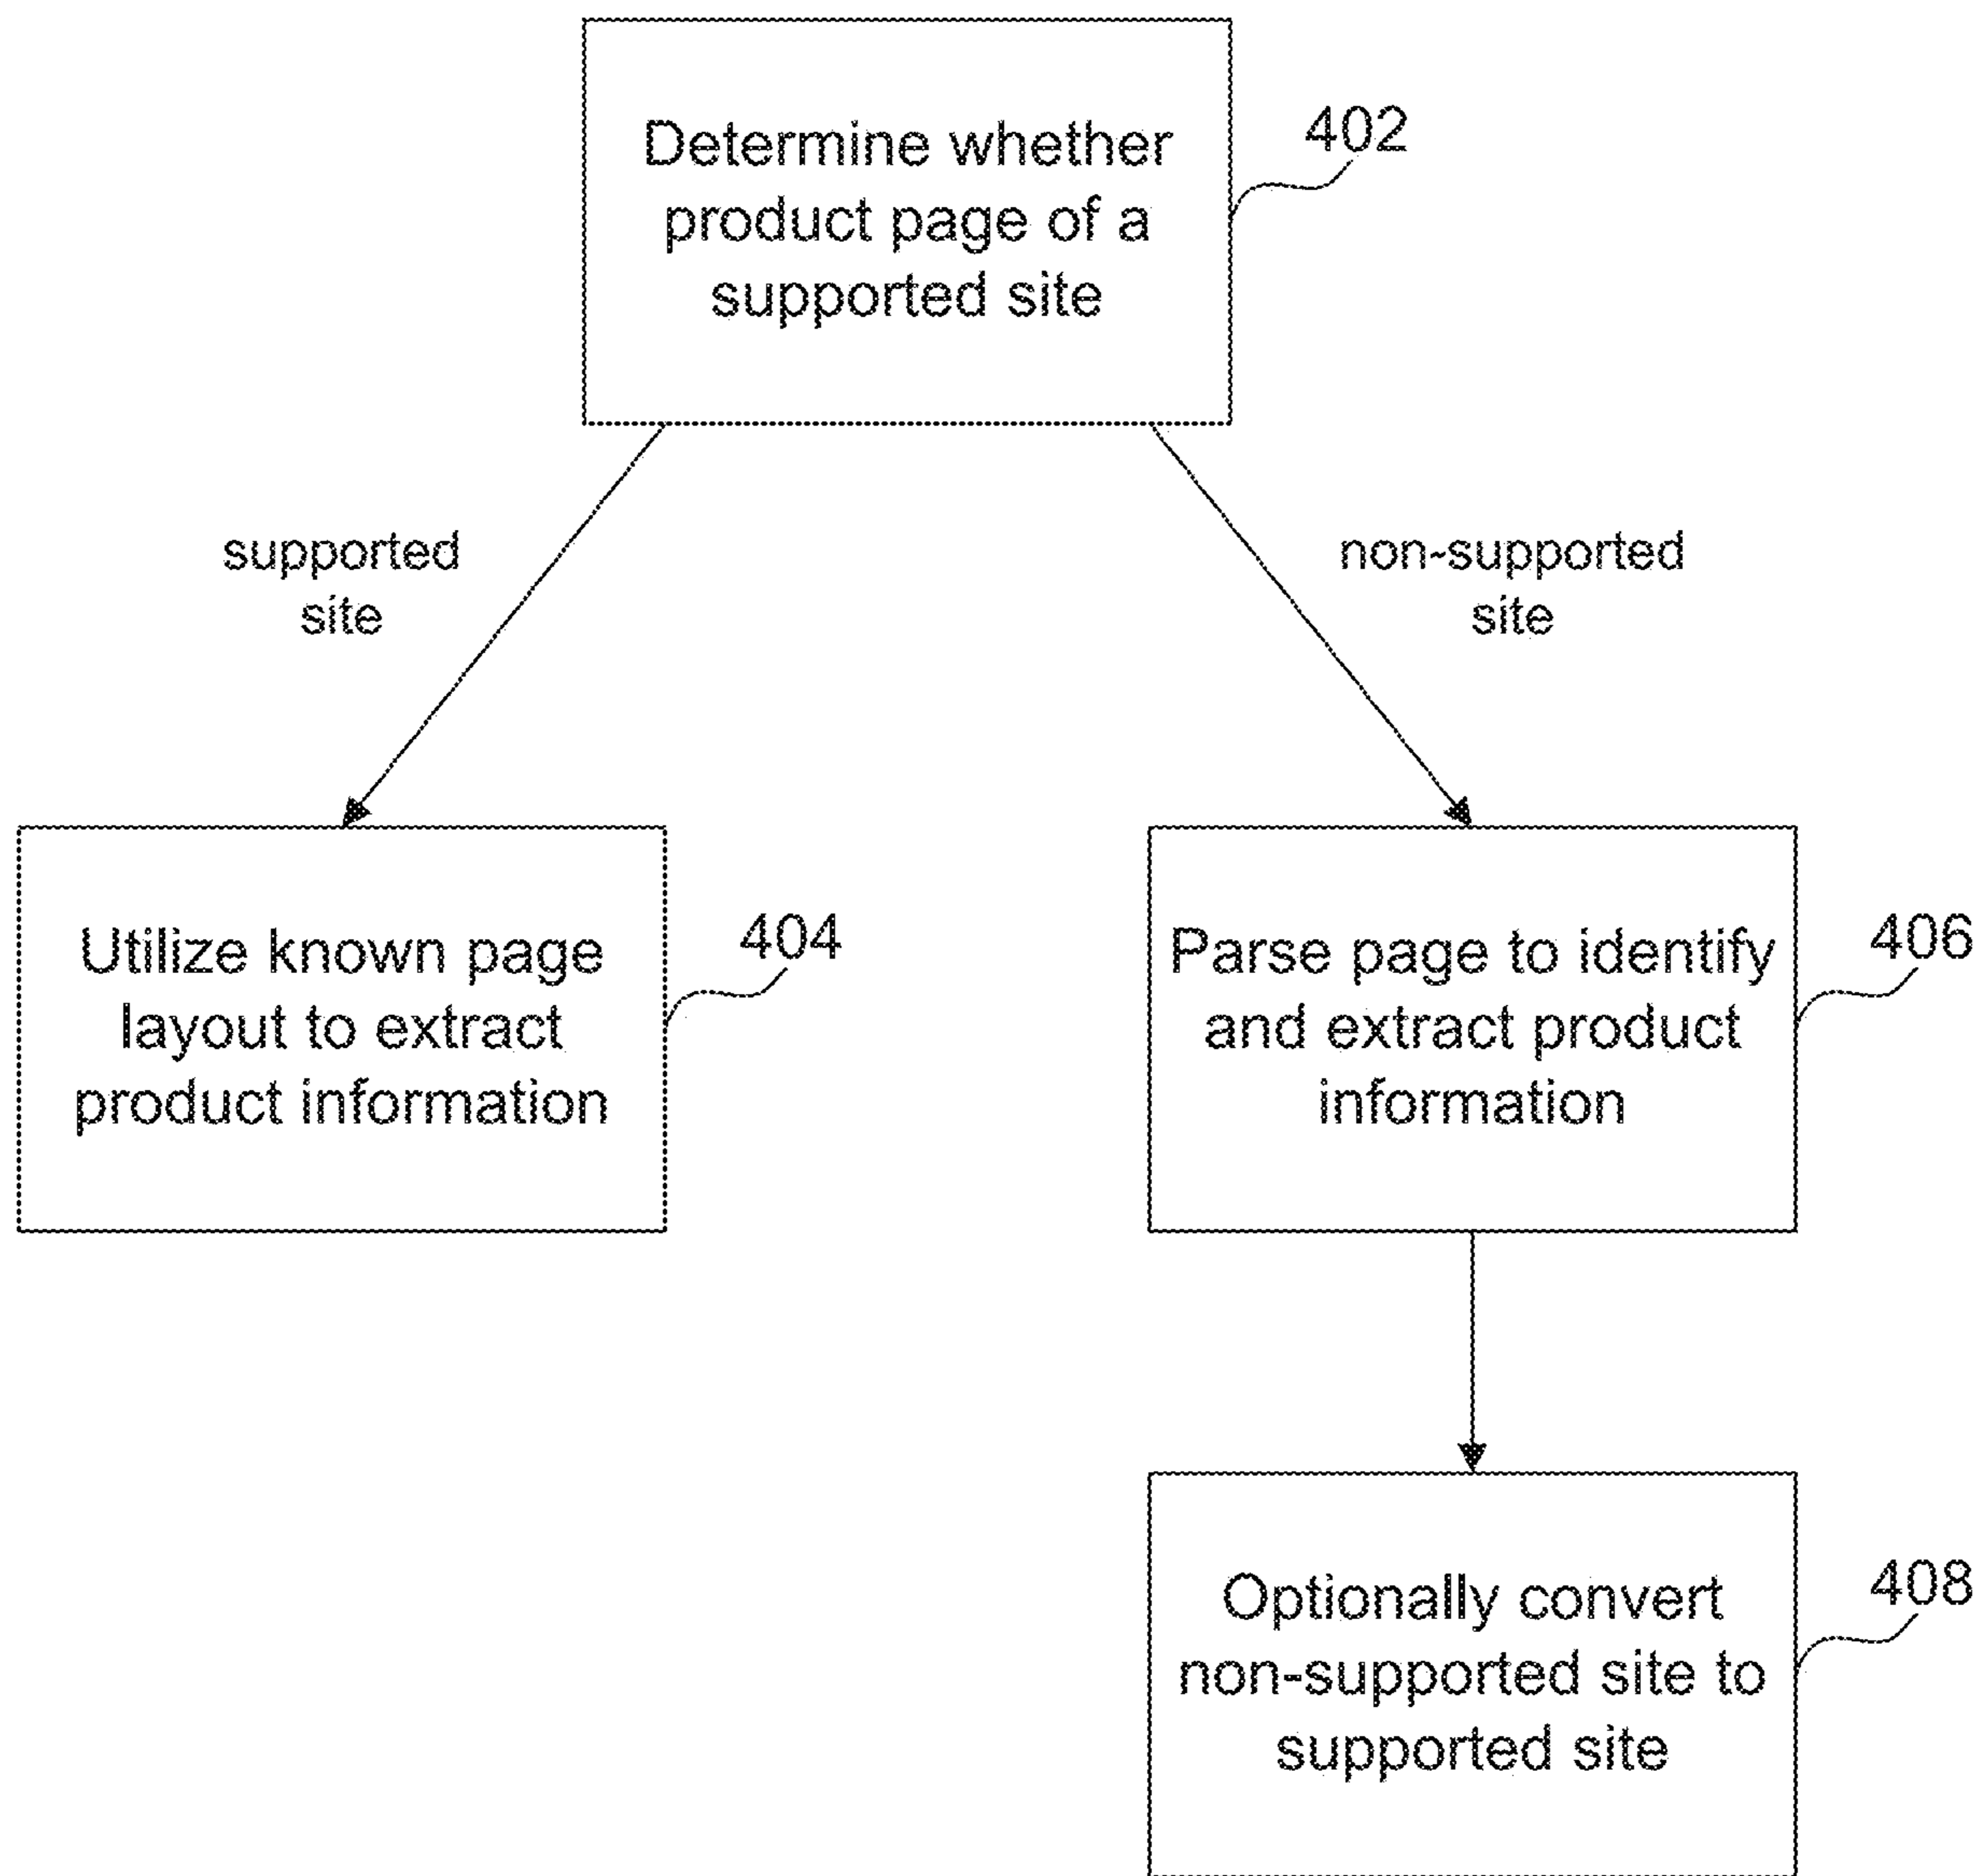 Determine whether
product page of a
supported site
402
supported
site
non-supported
site
Utilize known page
layout to extract
product information
404
Parse page to identify
and extract product
information
406
Optionally convert
non-supported site to
supported site
408